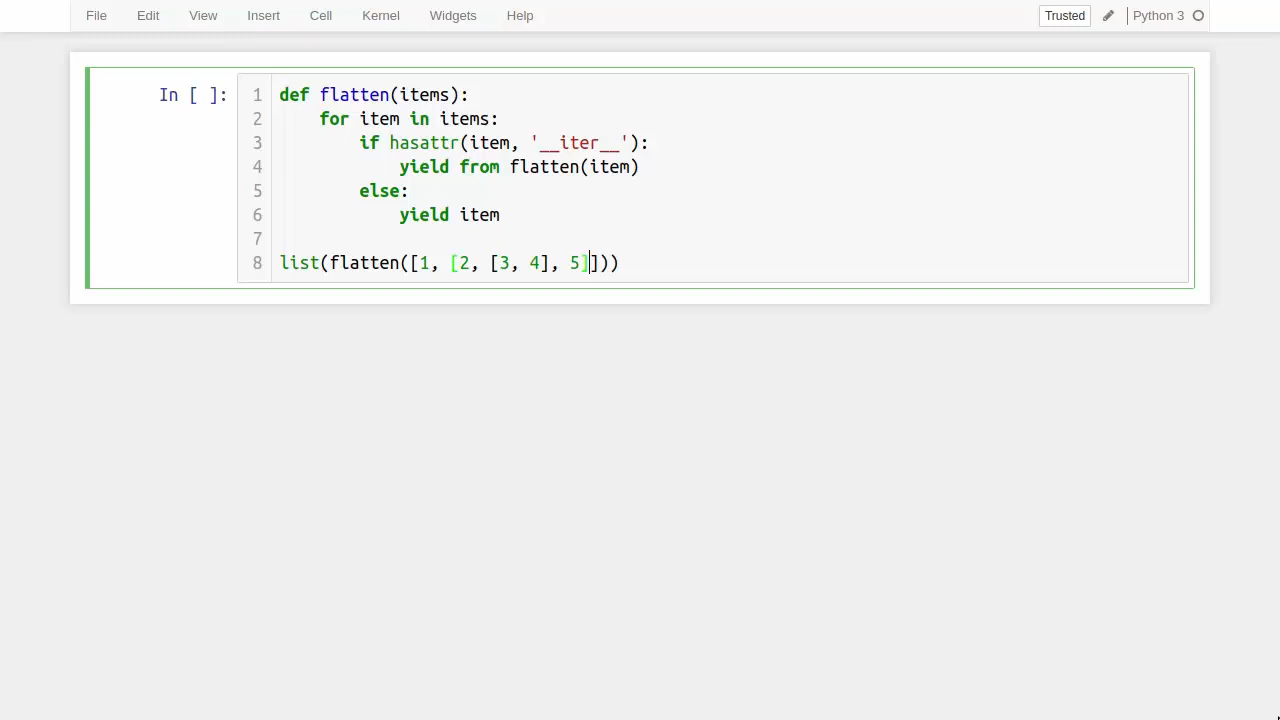 File Edit View Insert Cell Kernel Widgets Help Trusted Python 3
In [ ]:
1 def flatten(items):
2     for item in items:
3         if hasattr(item, '__iter__'):
4             yield from flatten(item)
5         else:
6             yield item
7
8 list(flatten([1, [2, [3, 4], 5]]))